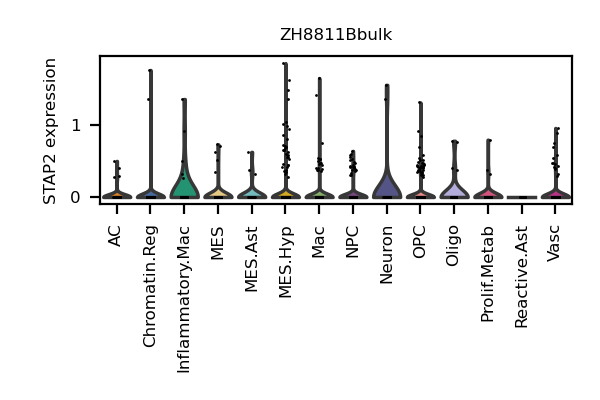 ZH8811Bbulk
STAP2 expression
1
0
AC
Chromatin.Reg
Inflammatory.Mac
MES
MES.Ast
MES.Hyp
Mac
NPC
Neuron
OPC
Oligo
Prolif.Metab
Reactive.Ast
Vasc